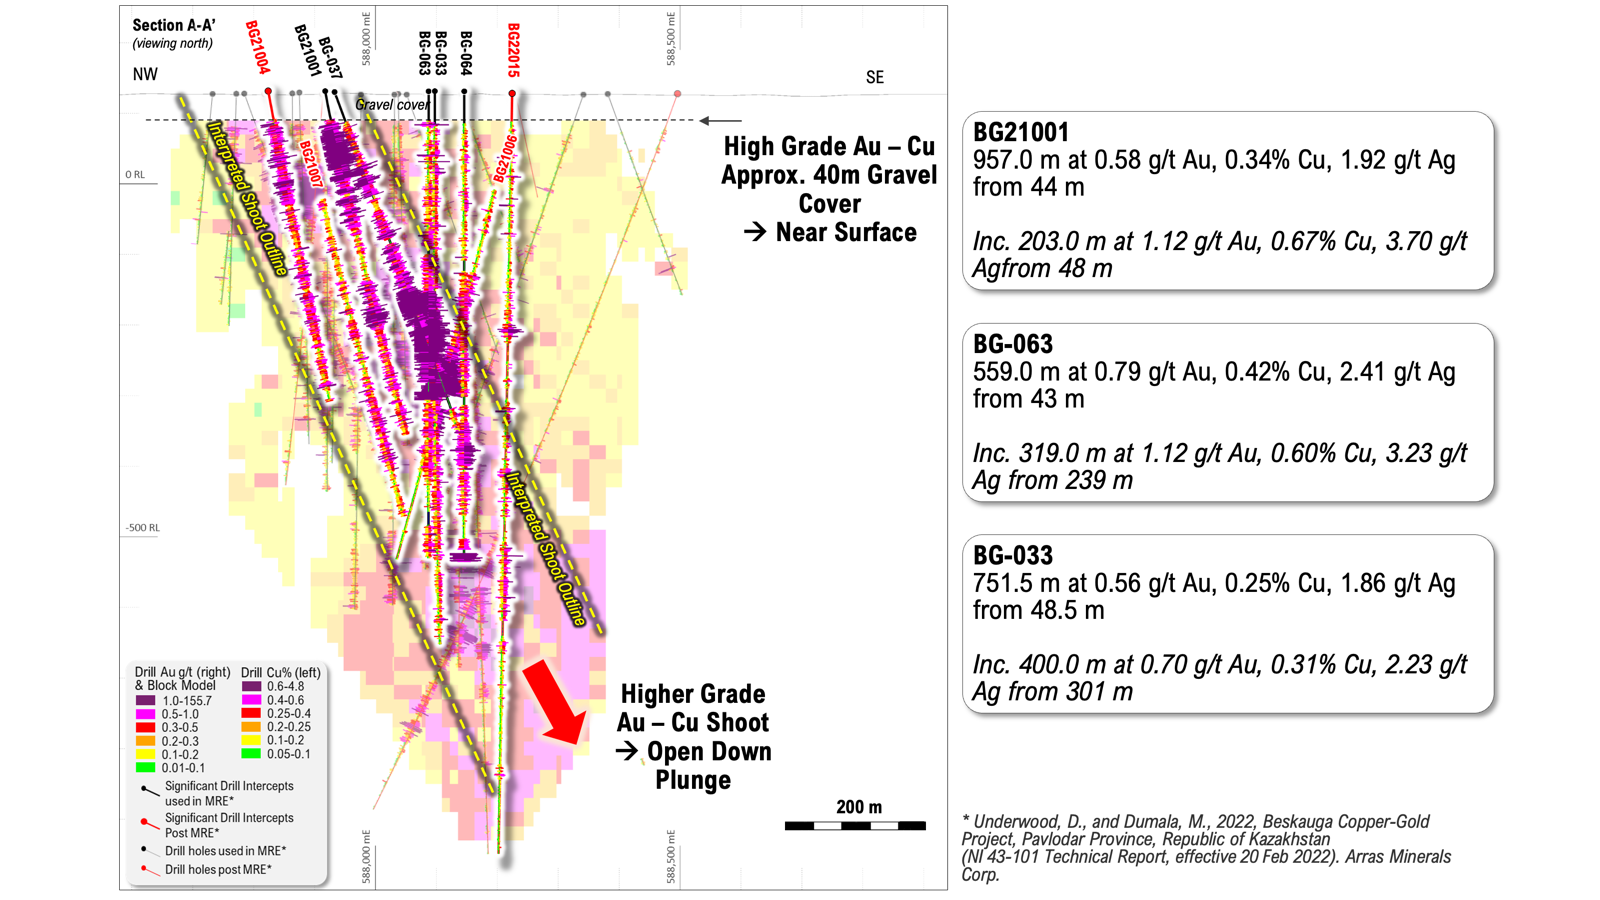 Section A-A’
(viewing north)
NW
SE
BG21004
BG21001
BG-037
588,000 mE
BG-063
BG-033
BG-064
BG22015
588,500 mE
Gravel cover
BG21007
BG21006
Interpreted Shoot Outline
Interpreted Shoot Outline
0 RL
-500 RL
High Grade Au – Cu
Approx. 40m Gravel
Cover
→ Near Surface
Higher Grade
Au – Cu Shoot
→ Open Down
Plunge
200 m
588,000 mE
588,500 mE
Drill Au g/t (right)
& Block Model
1.0-155.7
0.5-1.0
0.3-0.5
0.2-0.3
0.1-0.2
0.01-0.1
Drill Cu% (left)
0.6-4.8
0.4-0.6
0.25-0.4
0.2-0.25
0.1-0.2
0.05-0.1
Significant Drill Intercepts
used in MRE*
Significant Drill Intercepts
Post MRE*
Drill holes used in MRE*
Drill holes post MRE*
BG21001
957.0 m at 0.58 g/t Au, 0.34% Cu, 1.92 g/t Ag
from 44 m
Inc. 203.0 m at 1.12 g/t Au, 0.67% Cu, 3.70 g/t
Agfrom 48 m
BG-063
559.0 m at 0.79 g/t Au, 0.42% Cu, 2.41 g/t Ag
from 43 m
Inc. 319.0 m at 1.12 g/t Au, 0.60% Cu, 3.23 g/t
Ag from 239 m
BG-033
751.5 m at 0.56 g/t Au, 0.25% Cu, 1.86 g/t Ag
from 48.5 m
Inc. 400.0 m at 0.70 g/t Au, 0.31% Cu, 2.23 g/t
Ag from 301 m
* Underwood, D., and Dumala, M., 2022, Beskauga Copper-Gold
Project, Pavlodar Province, Republic of Kazakhstan
(NI 43-101 Technical Report, effective 20 Feb 2022). Arras Minerals
Corp.